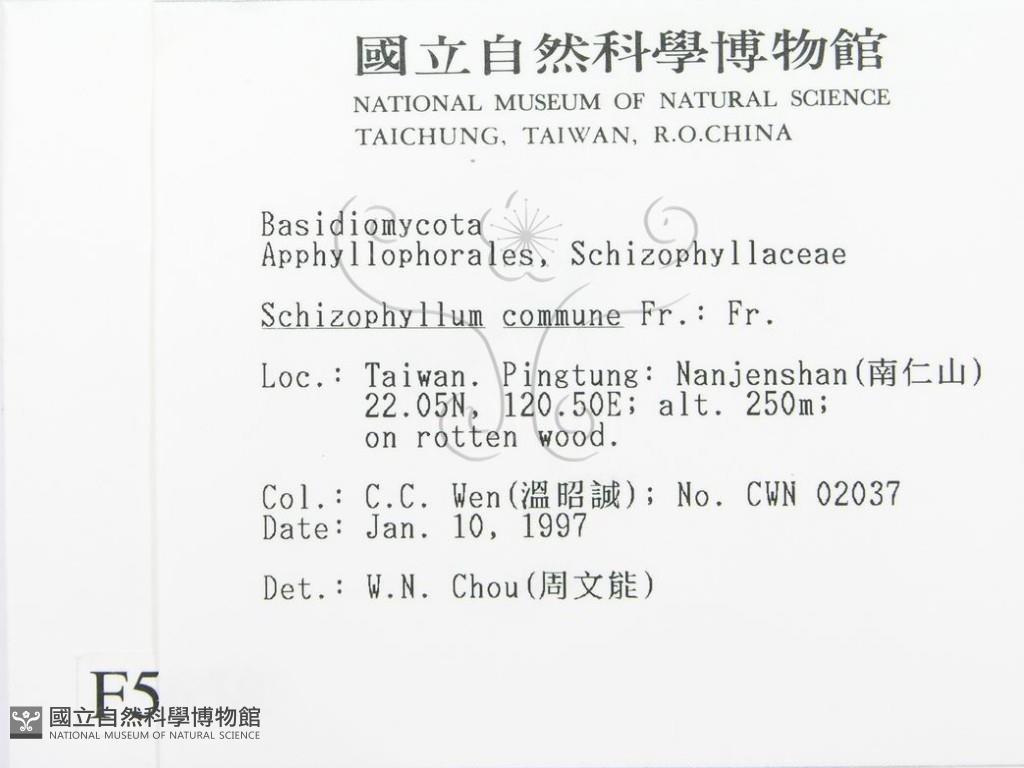 國立自然科學博物館
NATIONAL MUSEUM OF NATURAL SCIENCE
TAICHUNG, TAIWAN, R.O.CHINA
Basidiomycota
Apphyllophorales, Schizophyllaceae
Schizophyllum commune Fr.: Fr.
Loc.: Taiwan. Pingtung: Nanjenshan(南仁山)
22.05N, 120.50E; alt. 250m;
on rotten wood.
Col.: C.C. Wen(溫昭誠); No. CWN 02037
Date: Jan. 10, 1997
Det.: W.N. Chou(周文能)
F5
國立自然科學博物館
NATIONAL MUSEUM OF NATURAL SCIENCE